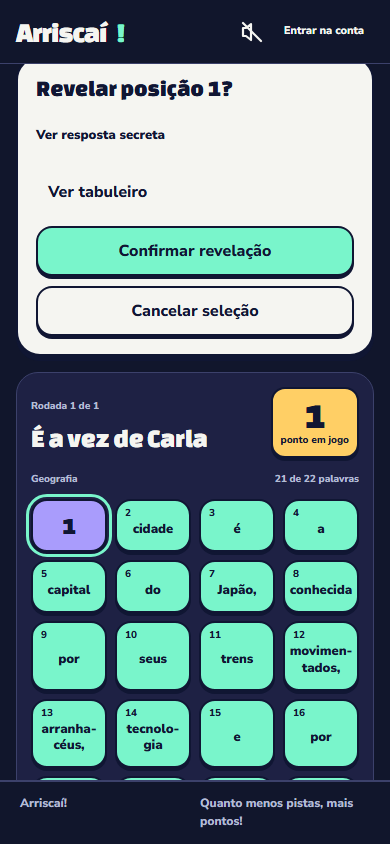 Arriscaí !
Entrar na conta
Revelar posição 1?
Ver resposta secreta
Ver tabuleiro
Confirmar revelação
Cancelar seleção
Rodada 1 de 1
É a vez de Carla
1
ponto em jogo
Geografia
21 de 22 palavras
1
2
cidade
3
é
4
a
5
capital
6
do
7
Japão,
8
conhecida
9
por
10
seus
11
trens
12
movimen-
tados,
13
arranha-
céus,
14
tecnolo-
gia
15
e
16
por
Arriscaí!
Quanto menos pistas, mais
pontos!